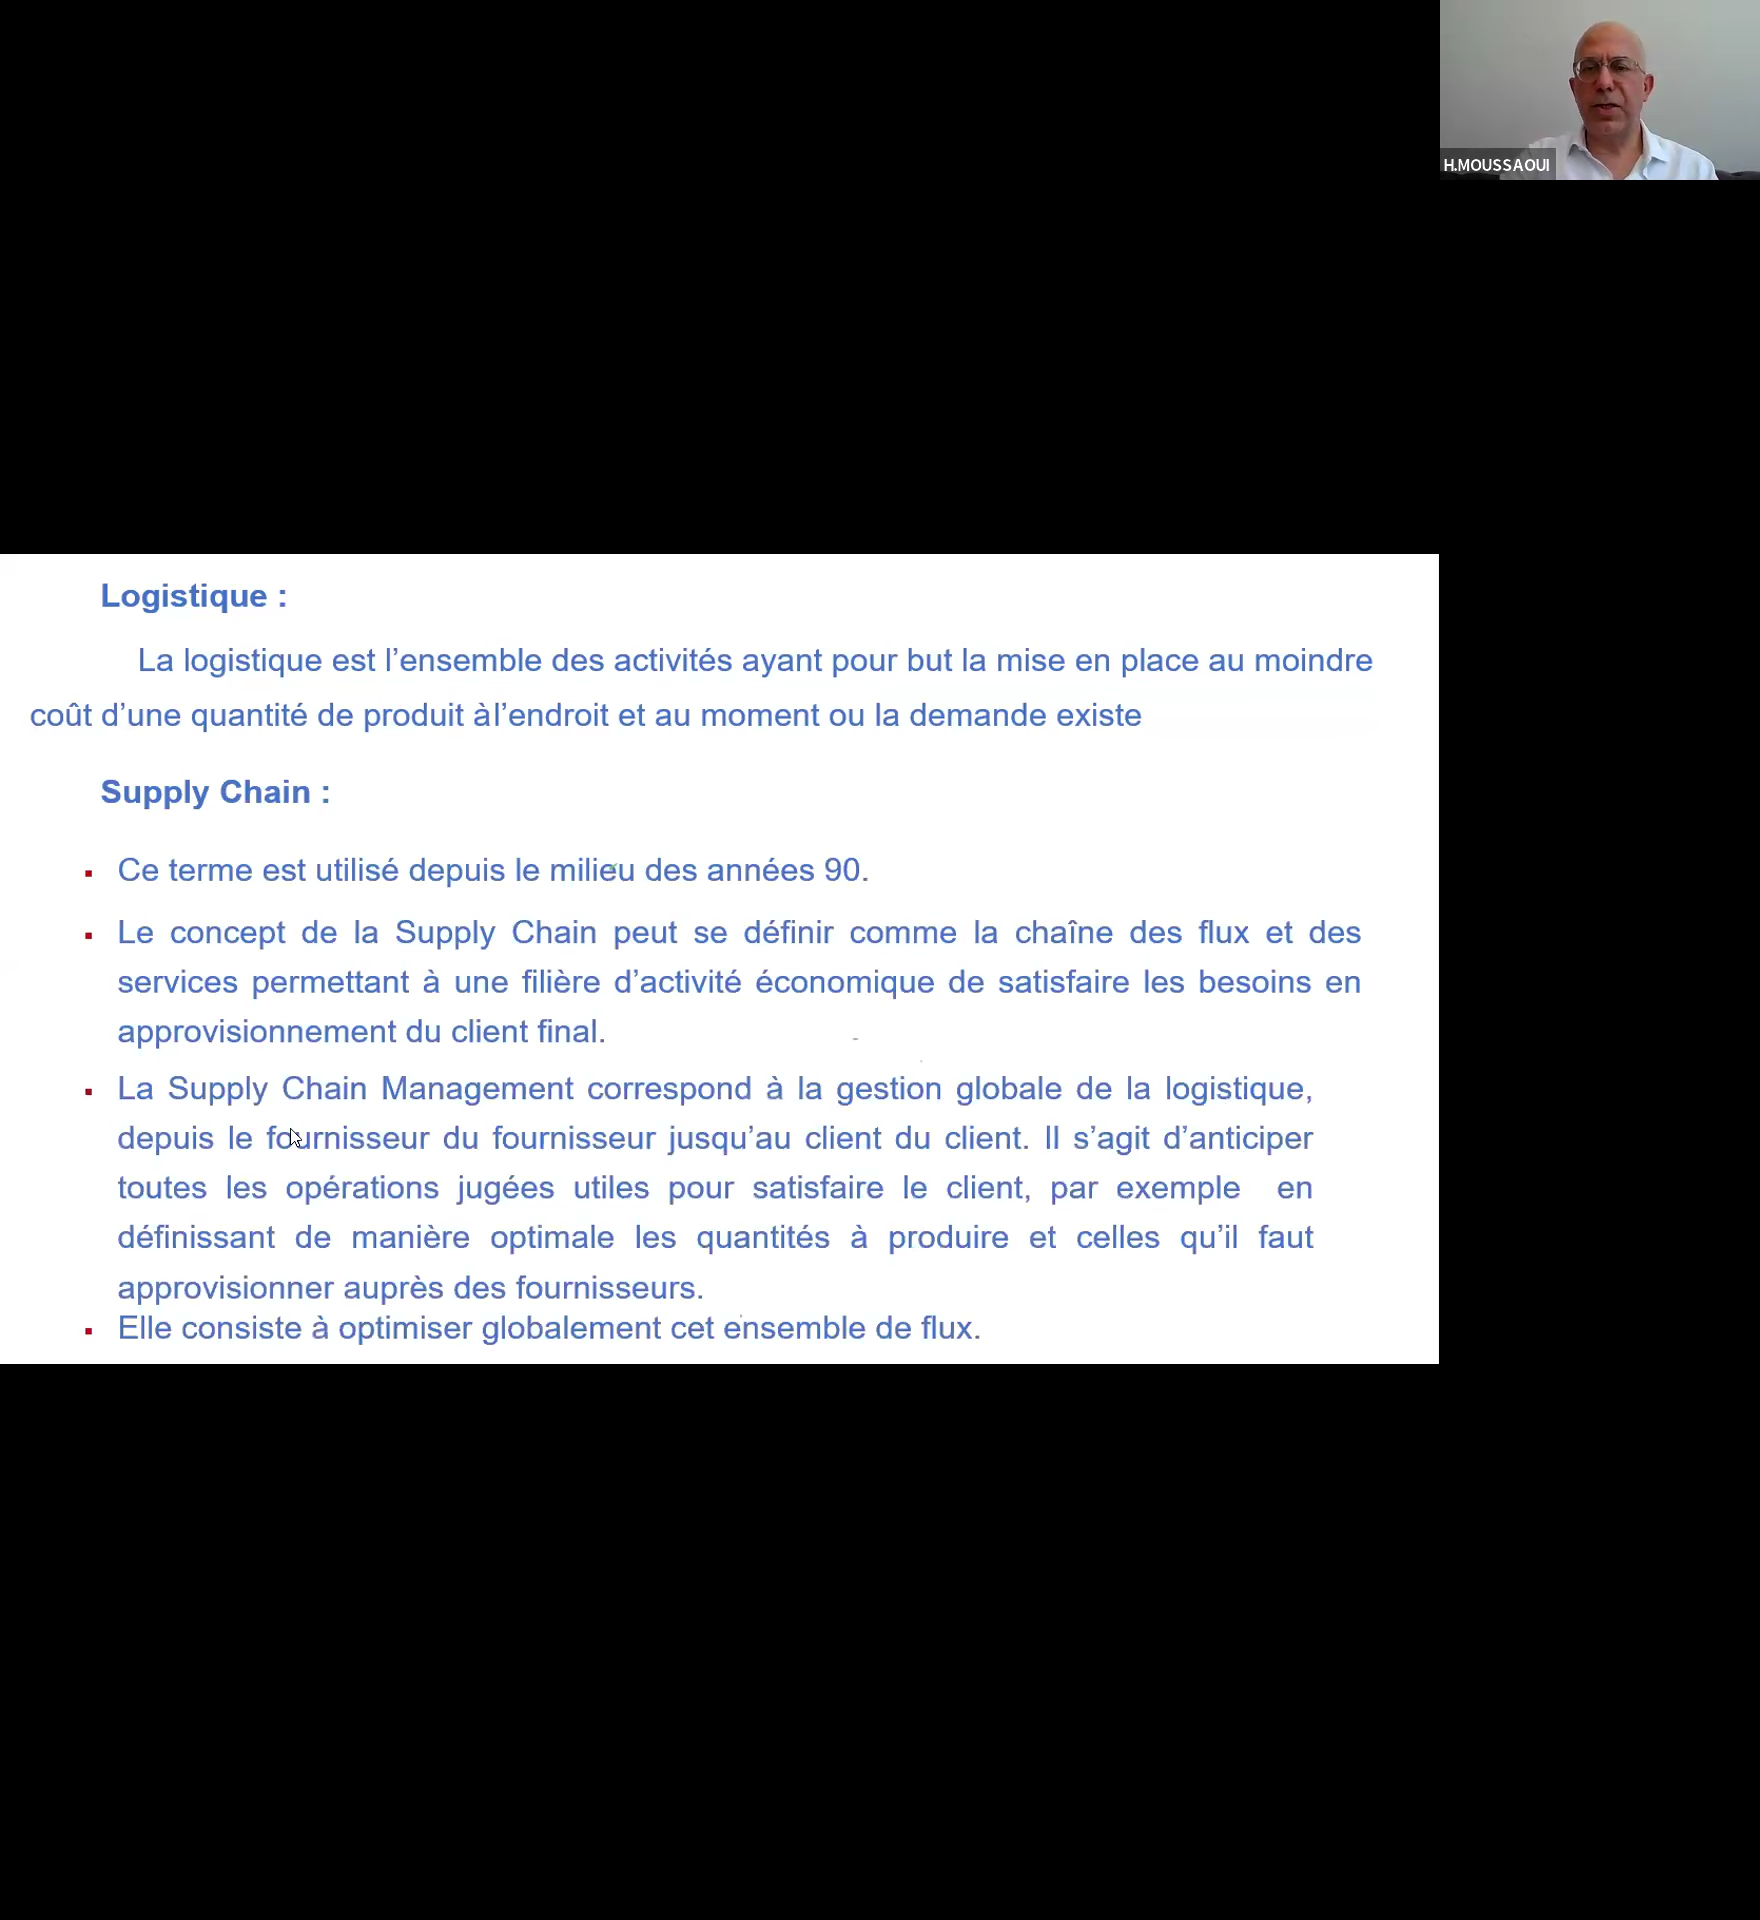 H.MOUSSAOUI
Logistique :
La logistique est l’ensemble des activités ayant pour but la mise en place au moindre
coût d’une quantité de produit à l’endroit et au moment ou la demande existe
Supply Chain :
▪ Ce terme est utilisé depuis le milieu des années 90.
▪ Le concept de la Supply Chain peut se définir comme la chaîne des flux et des
services permettant à une filière d’activité économique de satisfaire les besoins en
approvisionnement du client final.
▪ La Supply Chain Management correspond à la gestion globale de la logistique,
depuis le fournisseur du fournisseur jusqu’au client du client. Il s’agit d’anticiper
toutes les opérations jugées utiles pour satisfaire le client, par exemple en
définissant de manière optimale les quantités à produire et celles qu’il faut
approvisionner auprès des fournisseurs.
▪ Elle consiste à optimiser globalement cet ensemble de flux.